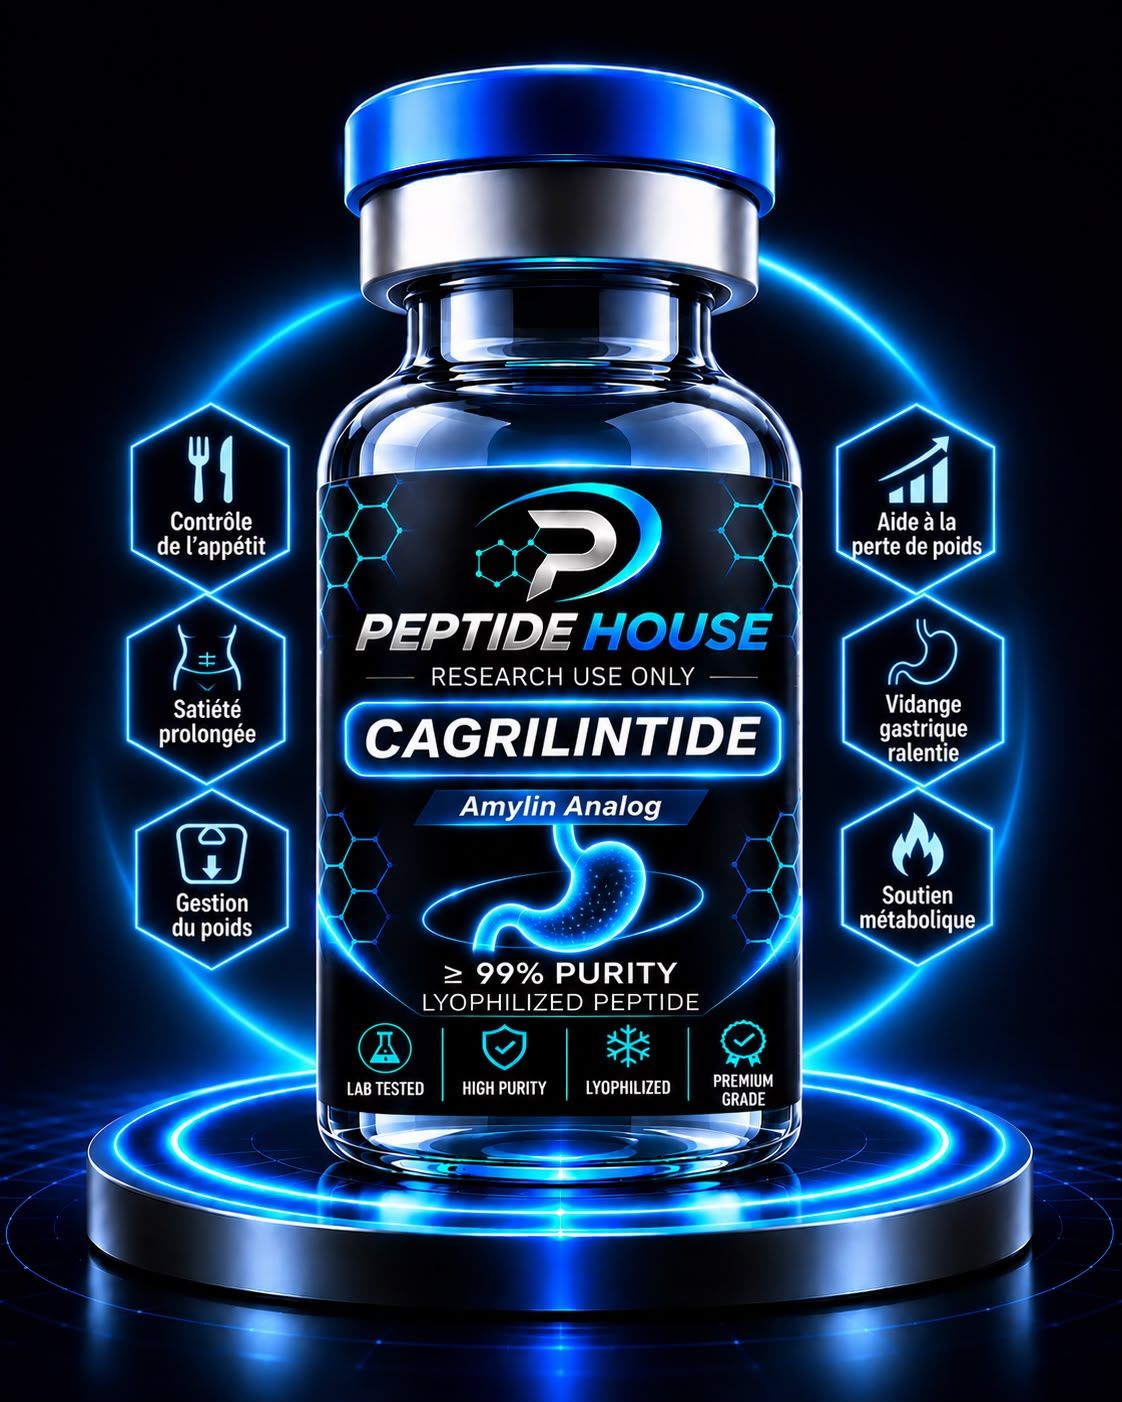 PEPTIDE HOUSE
RESEARCH USE ONLY
CAGRILINTIDE
Amylin Analog
≥ 99% PURITY
LYOPHILIZED PEPTIDE
LAB TESTED
HIGH PURITY
LYOPHILIZED
PREMIUM
GRADE
Contrôle
de l'appétit
Satiété
prolongée
Gestion
du poids
Aide à la
perte de poids
Vidange
gastrique
ralentie
Soutien
métabolique